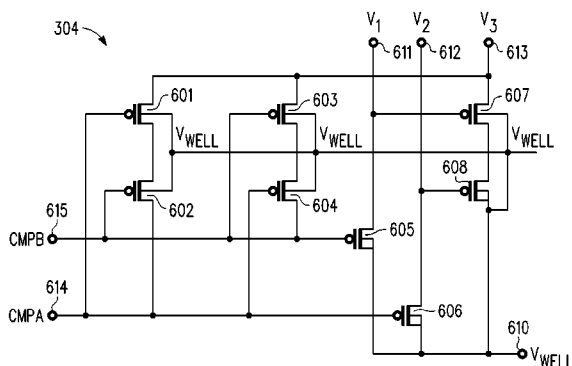 304
V1 V2 V3
611 612 613
601 603 607
VWELL VWELL VWELL
608
602 604
615
CMPB 605
614
CMPA 606 610
VWELL